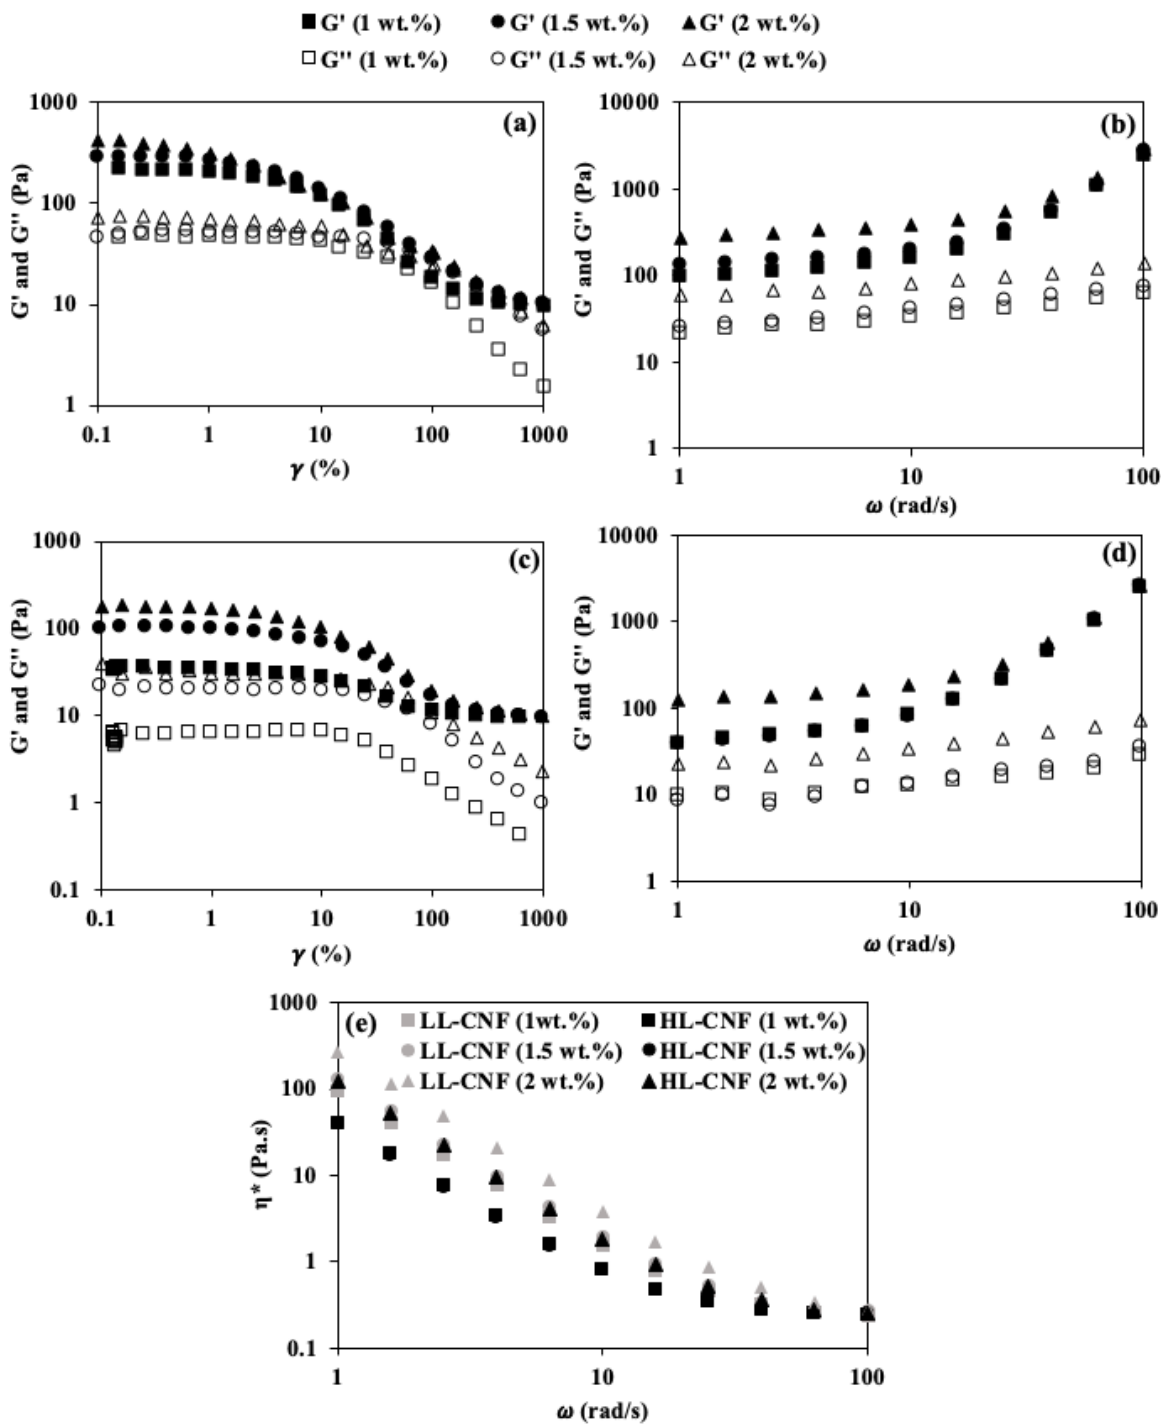 G' (1 wt.%) G' (1.5 wt.%) G' (2 wt.%)
G'' (1 wt.%) G'' (1.5 wt.%) G'' (2 wt.%)
(a)
G' and G'' (Pa)
1000
100
10
1
0.1 1 10 100 1000
γ (%)
(b)
G' and G'' (Pa)
10000
1000
100
10
1
1 10 100
ω (rad/s)
(c)
G' and G'' (Pa)
1000
100
10
1
0.1
0.1 1 10 100 1000
γ (%)
(d)
G' and G'' (Pa)
10000
1000
100
10
1
1 10 100
ω (rad/s)
(e)
LL-CNF (1wt.%) HL-CNF (1 wt.%)
LL-CNF (1.5 wt.%) HL-CNF (1.5 wt.%)
LL-CNF (2 wt.%) HL-CNF (2 wt.%)
η* (Pa.s)
1000
100
10
1
0.1
1 10 100
ω (rad/s)